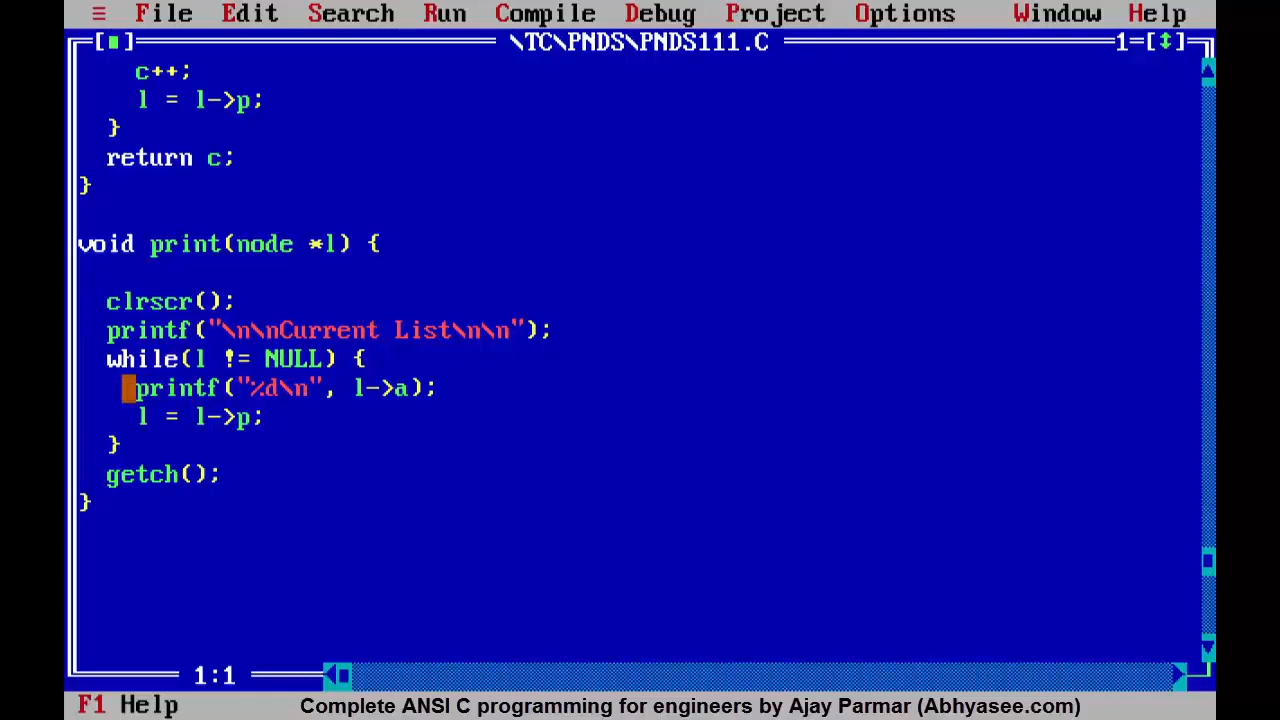 ≡ File Edit Search Run Compile Debug Project Options Window Help
[■] \TC\PNDS\PNDS111.C 1=[↕]
c++;
l = l->p;
}
return c;
}
void print(node *l) {
clrscr();
printf("\n\nCurrent List\n\n");
while(l != NULL) {
printf("%d\n", l->a);
l = l->p;
}
getch();
}
1:1
F1 Help Complete ANSI C programming for engineers by Ajay Parmar (Abhyasee.com)